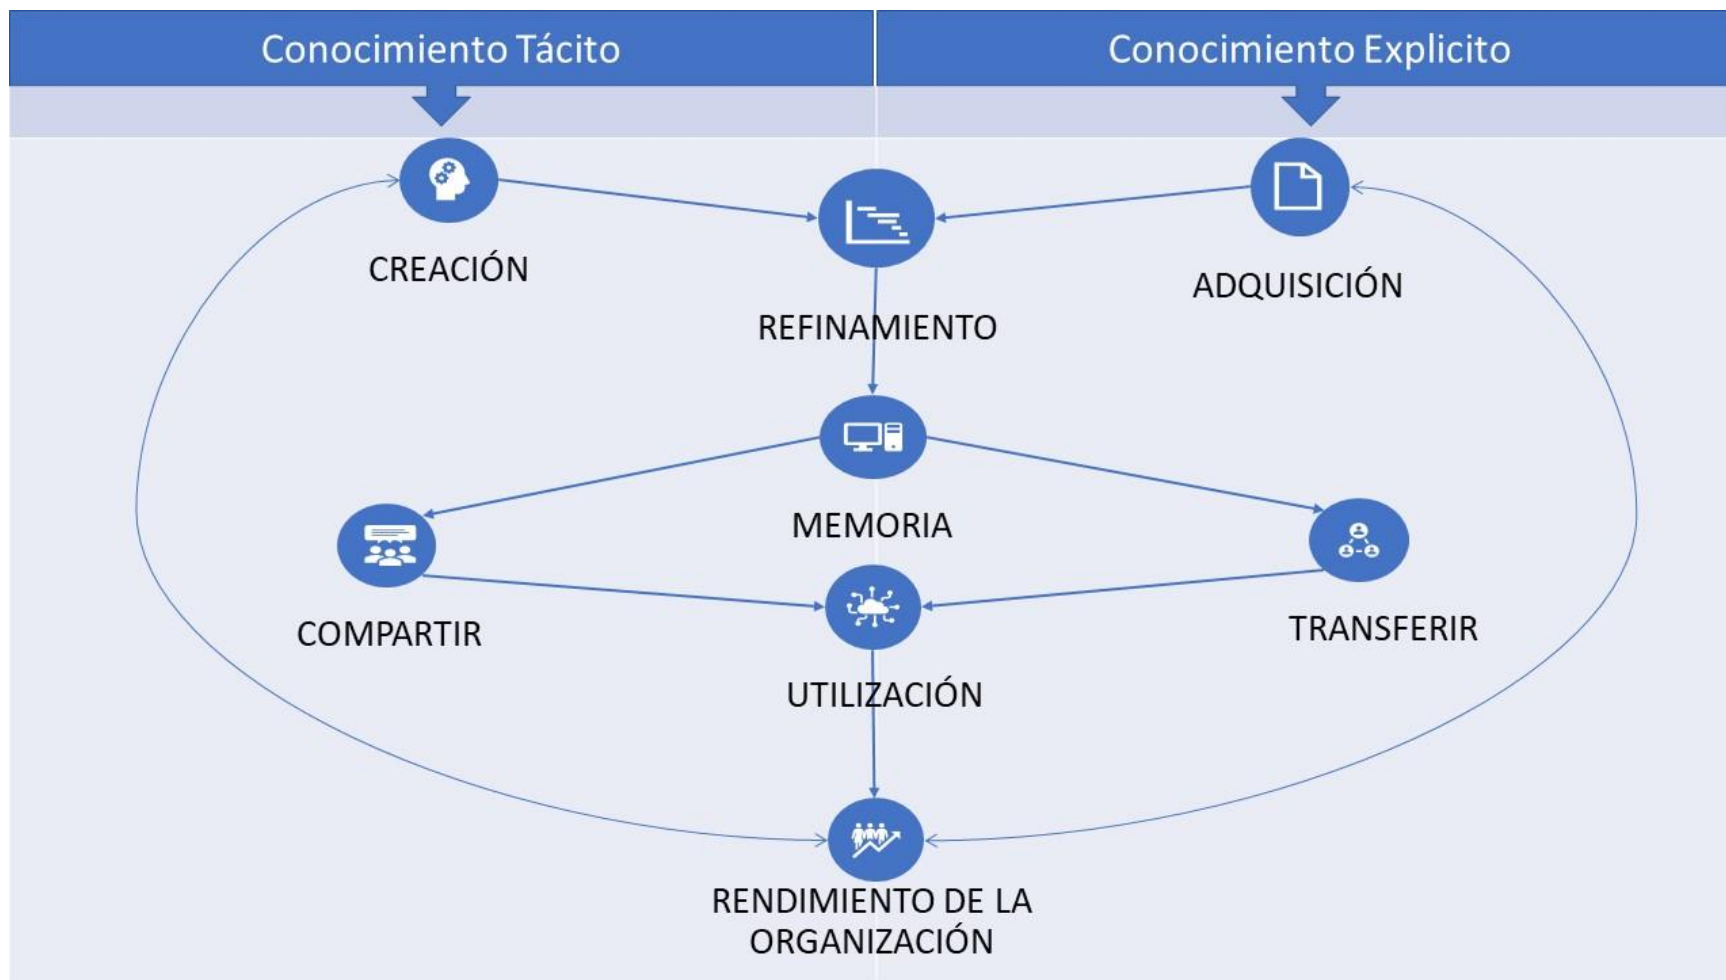 Conocimiento Tácito
Conocimiento Explicito
CREACIÓN
ADQUISICIÓN
REFINAMIENTO
MEMORIA
COMPARTIR
TRANSFERIR
UTILIZACIÓN
RENDIMIENTO DE LA
ORGANIZACIÓN